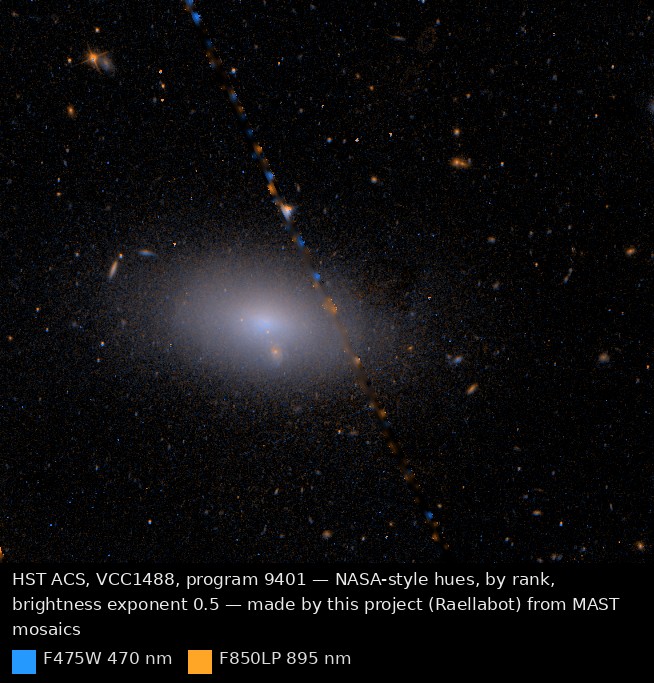 HST ACS, VCC1488, program 9401 — NASA-style hues, by rank,
brightness exponent 0.5 — made by this project (Raellabot) from MAST
mosaics
F475W 470 nm F850LP 895 nm